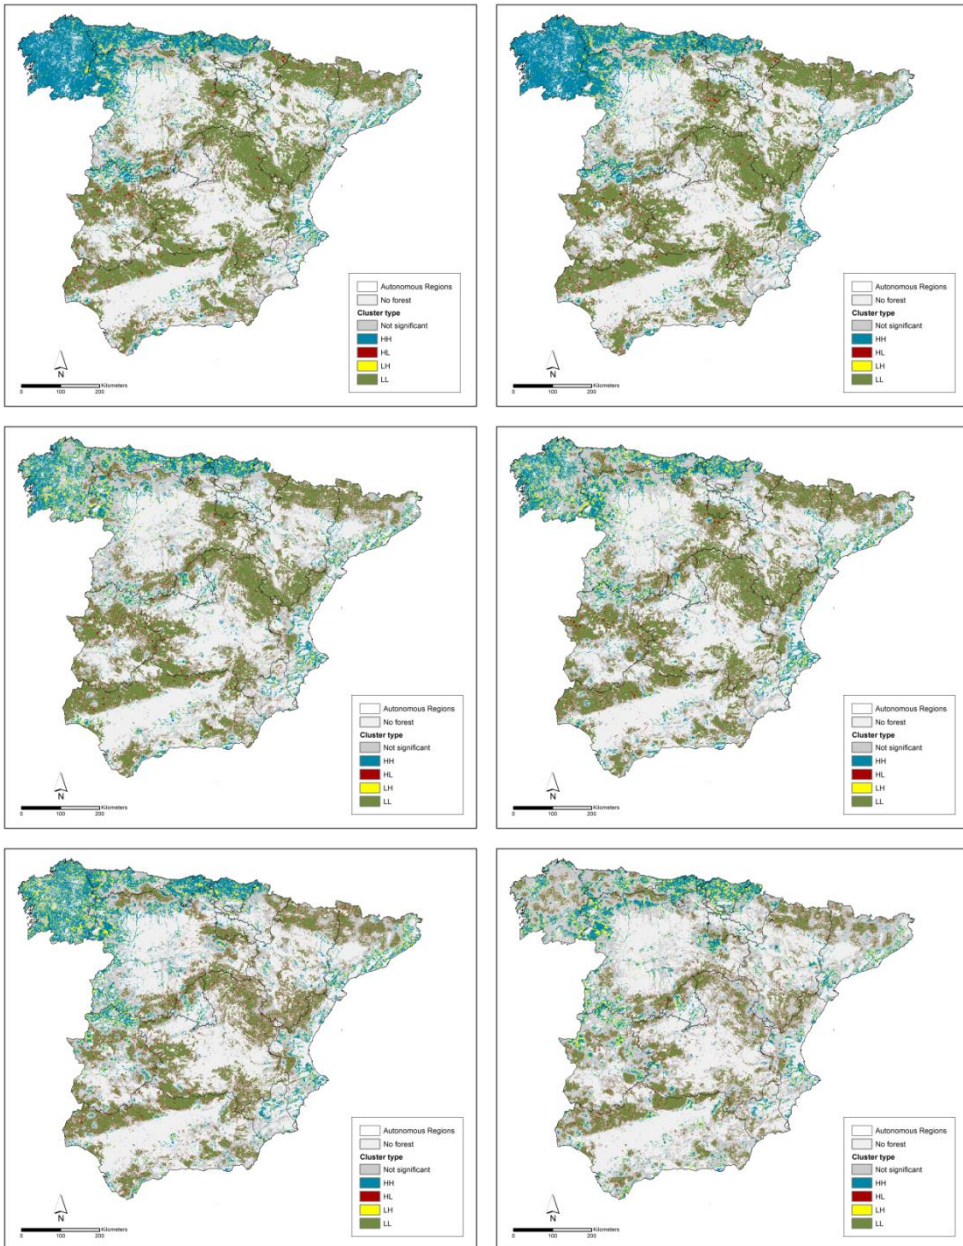 Autonomous Regions
No forest
Cluster type
Not significant
HH
HL
LH
LL
N
Kilometers
0 100 200
Autonomous Regions
No forest
Cluster type
Not significant
HH
HL
LH
LL
N
Kilometers
0 100 200
Autonomous Regions
No forest
Cluster type
Not significant
HH
HL
LH
LL
N
Kilometers
0 100 200
Autonomous Regions
No forest
Cluster type
Not significant
HH
HL
LH
LL
N
Kilometers
0 100 200
Autonomous Regions
No forest
Cluster type
Not significant
HH
HL
LH
LL
N
Kilometers
0 100 200
Autonomous Regions
No forest
Cluster type
Not significant
HH
HL
LH
LL
N
Kilometers
0 100 200